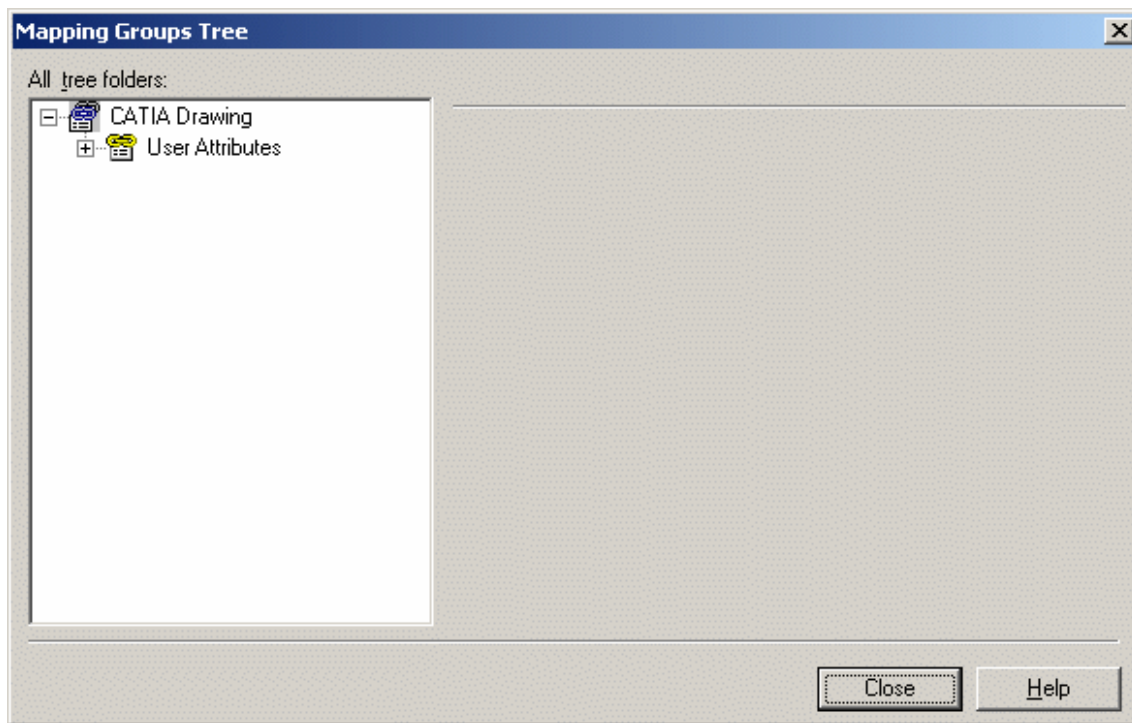 Mapping Groups Tree
All tree folders:
CATIA Drawing
User Attributes
Close
Help